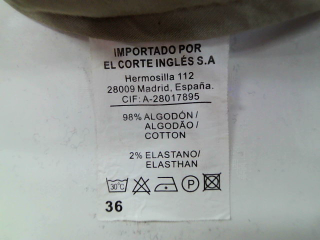 IMPORTADO POR
EL CORTE INGLÉS S.A
Hermosilla 112
28009 Madrid, España.
CIF: A-28017895
98% ALGODÓN/
ALGODÃO/
COTTON
2% ELASTANO/
ELASTHAN
30°C P
36